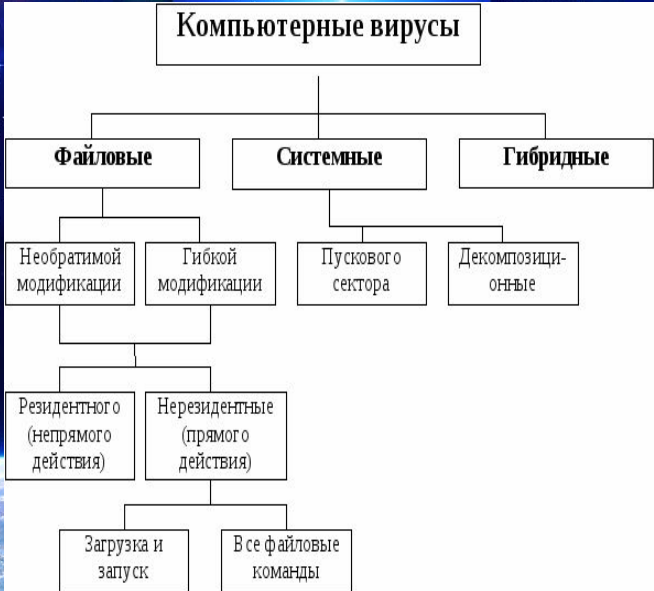 Компьютерные вирусы
Файловые
Системные
Гибридные
Необратимой
модификации
Гибкой
модификации
Пускового
сектора
Декомпозици-
онные
Резидентного
(непрямого
действия)
Нерезидентные
(прямого
действия)
Загрузка и
запуск
Все файловые
команды